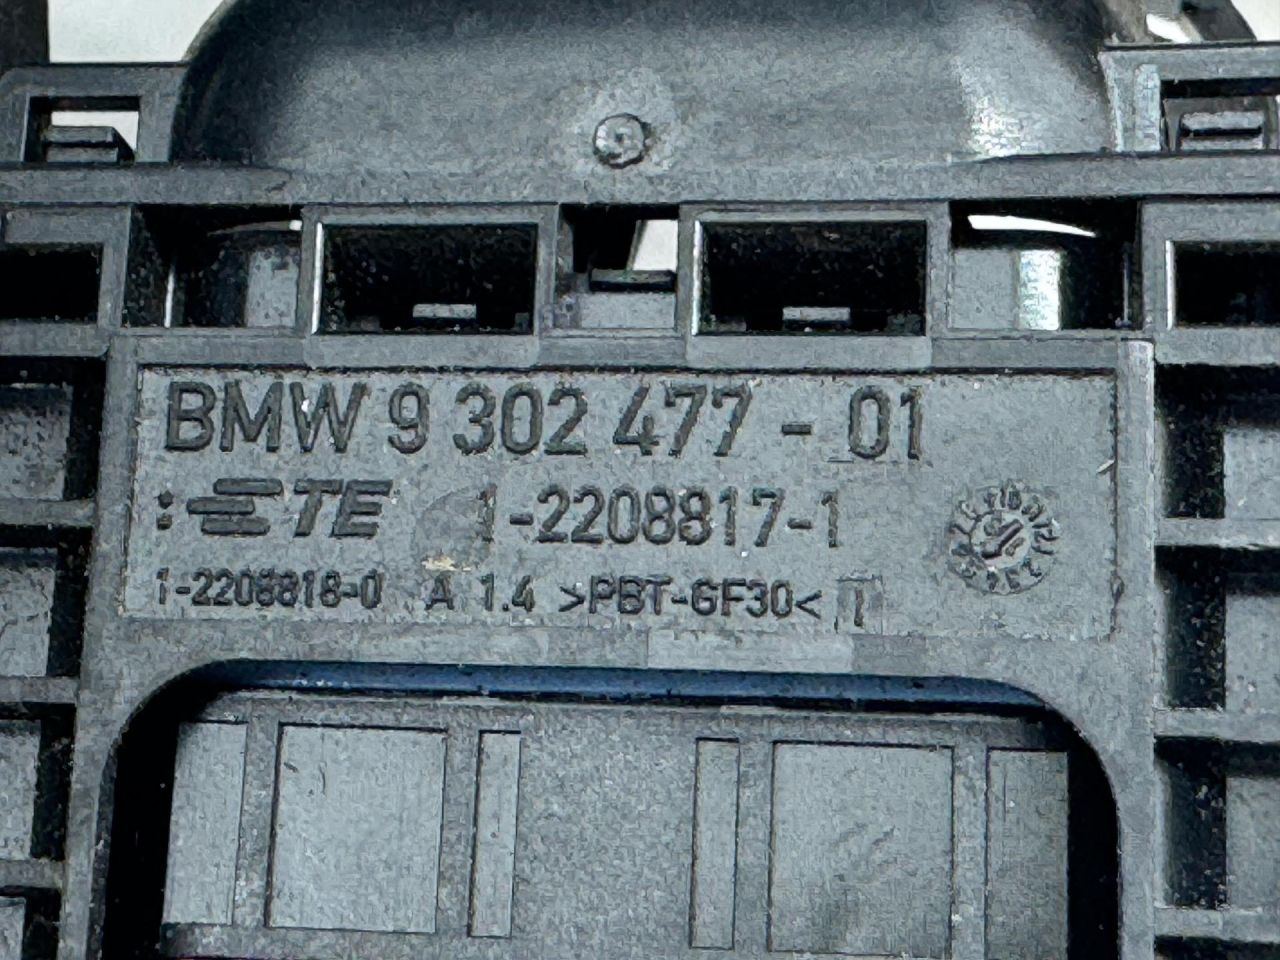 BMW 9 302 477 - 01
TE 1-2208817-1
1-2208818-0 A 1.4 >PBT-GF30<